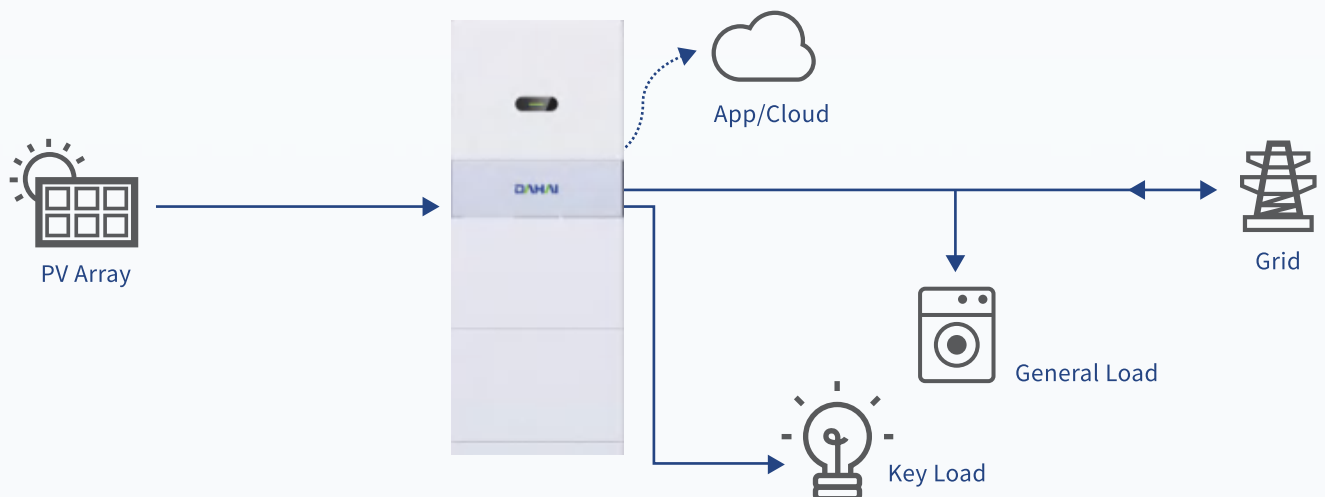 App/Cloud
DAHAI
PV Array
Grid
General Load
Key Load